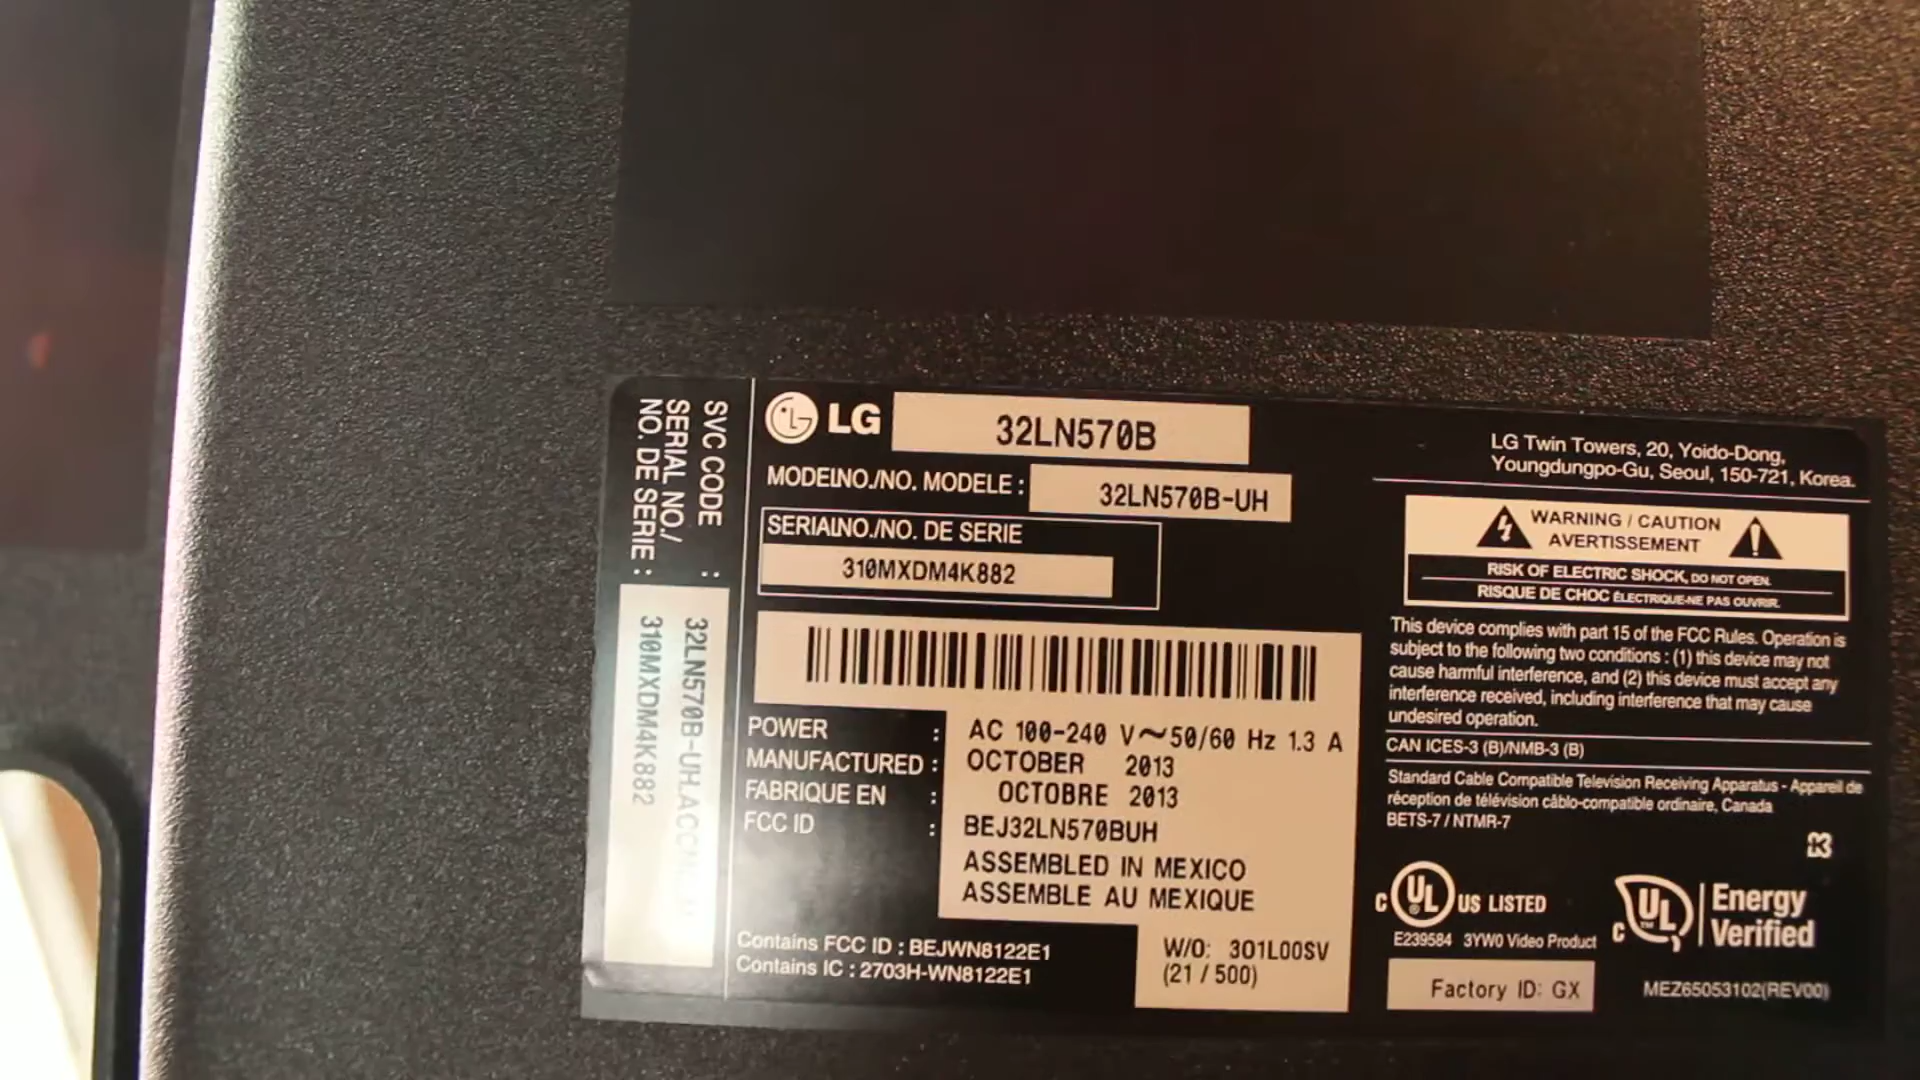 SVC CODE :
SERIAL NO./
NO. DE SERIE :
32LN570B-UH.
310MXDM4K882
LG 32LN570B
MODELNO./NO. MODELE : 32LN570B-UH
SERIALNO./NO. DE SERIE
310MXDM4K882
POWER : AC 100-240 V~50/60 Hz 1.3 A
MANUFACTURED : OCTOBER 2013
FABRIQUE EN : OCTOBRE 2013
FCC ID : BEJ32LN570BUH
ASSEMBLED IN MEXICO
ASSEMBLE AU MEXIQUE
Contains FCC ID : BEJWN8122E1
Contains IC : 2703H-WN8122E1
W/O: 301L00SV
(21 / 500)
LG Twin Towers, 20, Yoido-Dong,
Youngdungpo-Gu, Seoul, 150-721, Korea.
WARNING / CAUTION
AVERTISSEMENT
RISK OF ELECTRIC SHOCK, DO NOT OPEN.
RISQUE DE CHOC ÉLECTRIQUE-NE PAS OUVRIR.
This device complies with part 15 of the FCC Rules. Operation is
subject to the following two conditions : (1) this device may not
cause harmful interference, and (2) this device must accept any
interference received, including interference that may cause
undesired operation.
CAN ICES-3 (B)/NMB-3 (B)
Standard Cable Compatible Television Receiving Apparatus - Appareil de
réception de télévision câblo-compatible ordinaire, Canada
BETS-7 / NTMR-7
K
C UL US LISTED
E239584 3YW0 Video Product
C UL Energy
Verified
Factory ID: GX
MEZ65053102(REV00)